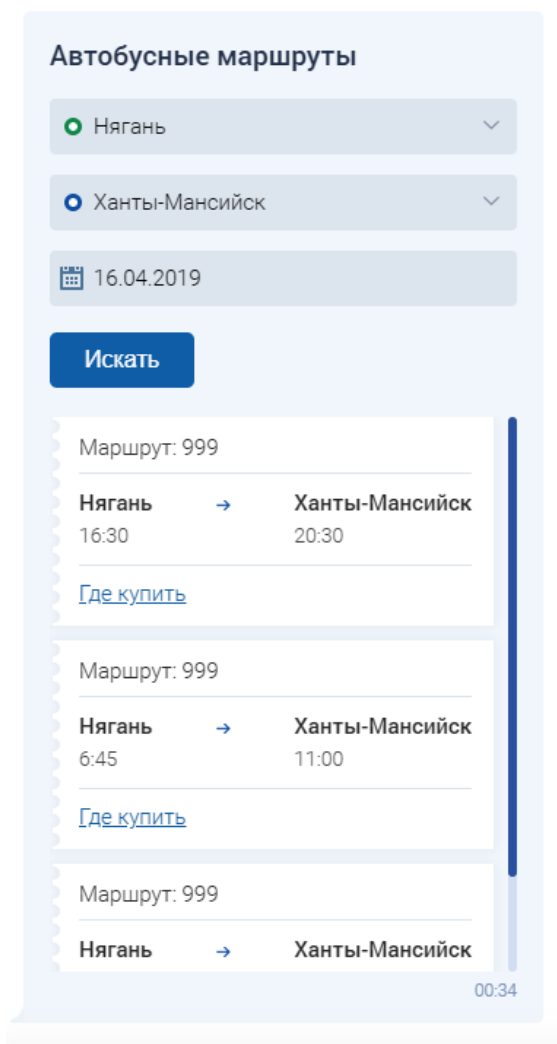 Автобусные маршруты
Нягань
Ханты-Мансийск
16.04.2019
Искать
Маршрут: 999
Нягань → Ханты-Мансийск
16:30 20:30
Где купить
Маршрут: 999
Нягань → Ханты-Мансийск
6:45 11:00
Где купить
Маршрут: 999
Нягань → Ханты-Мансийск
00:34